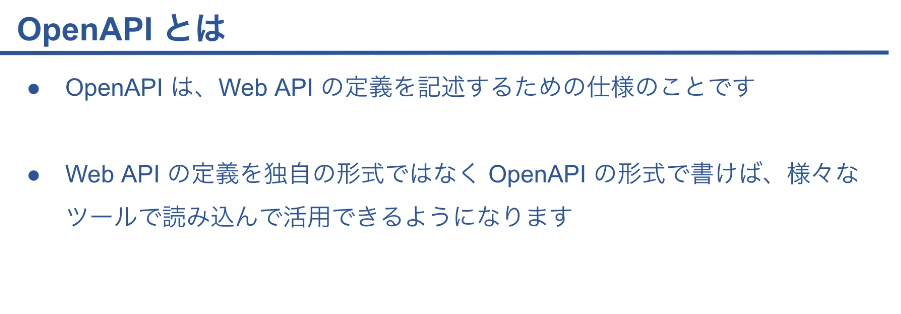 OpenAPI とは
● OpenAPI は、Web API の定義を記述するための仕様のことです
● Web API の定義を独自の形式ではなく OpenAPI の形式で書けば、様々な
ツールで読み込んで活用できるようになります